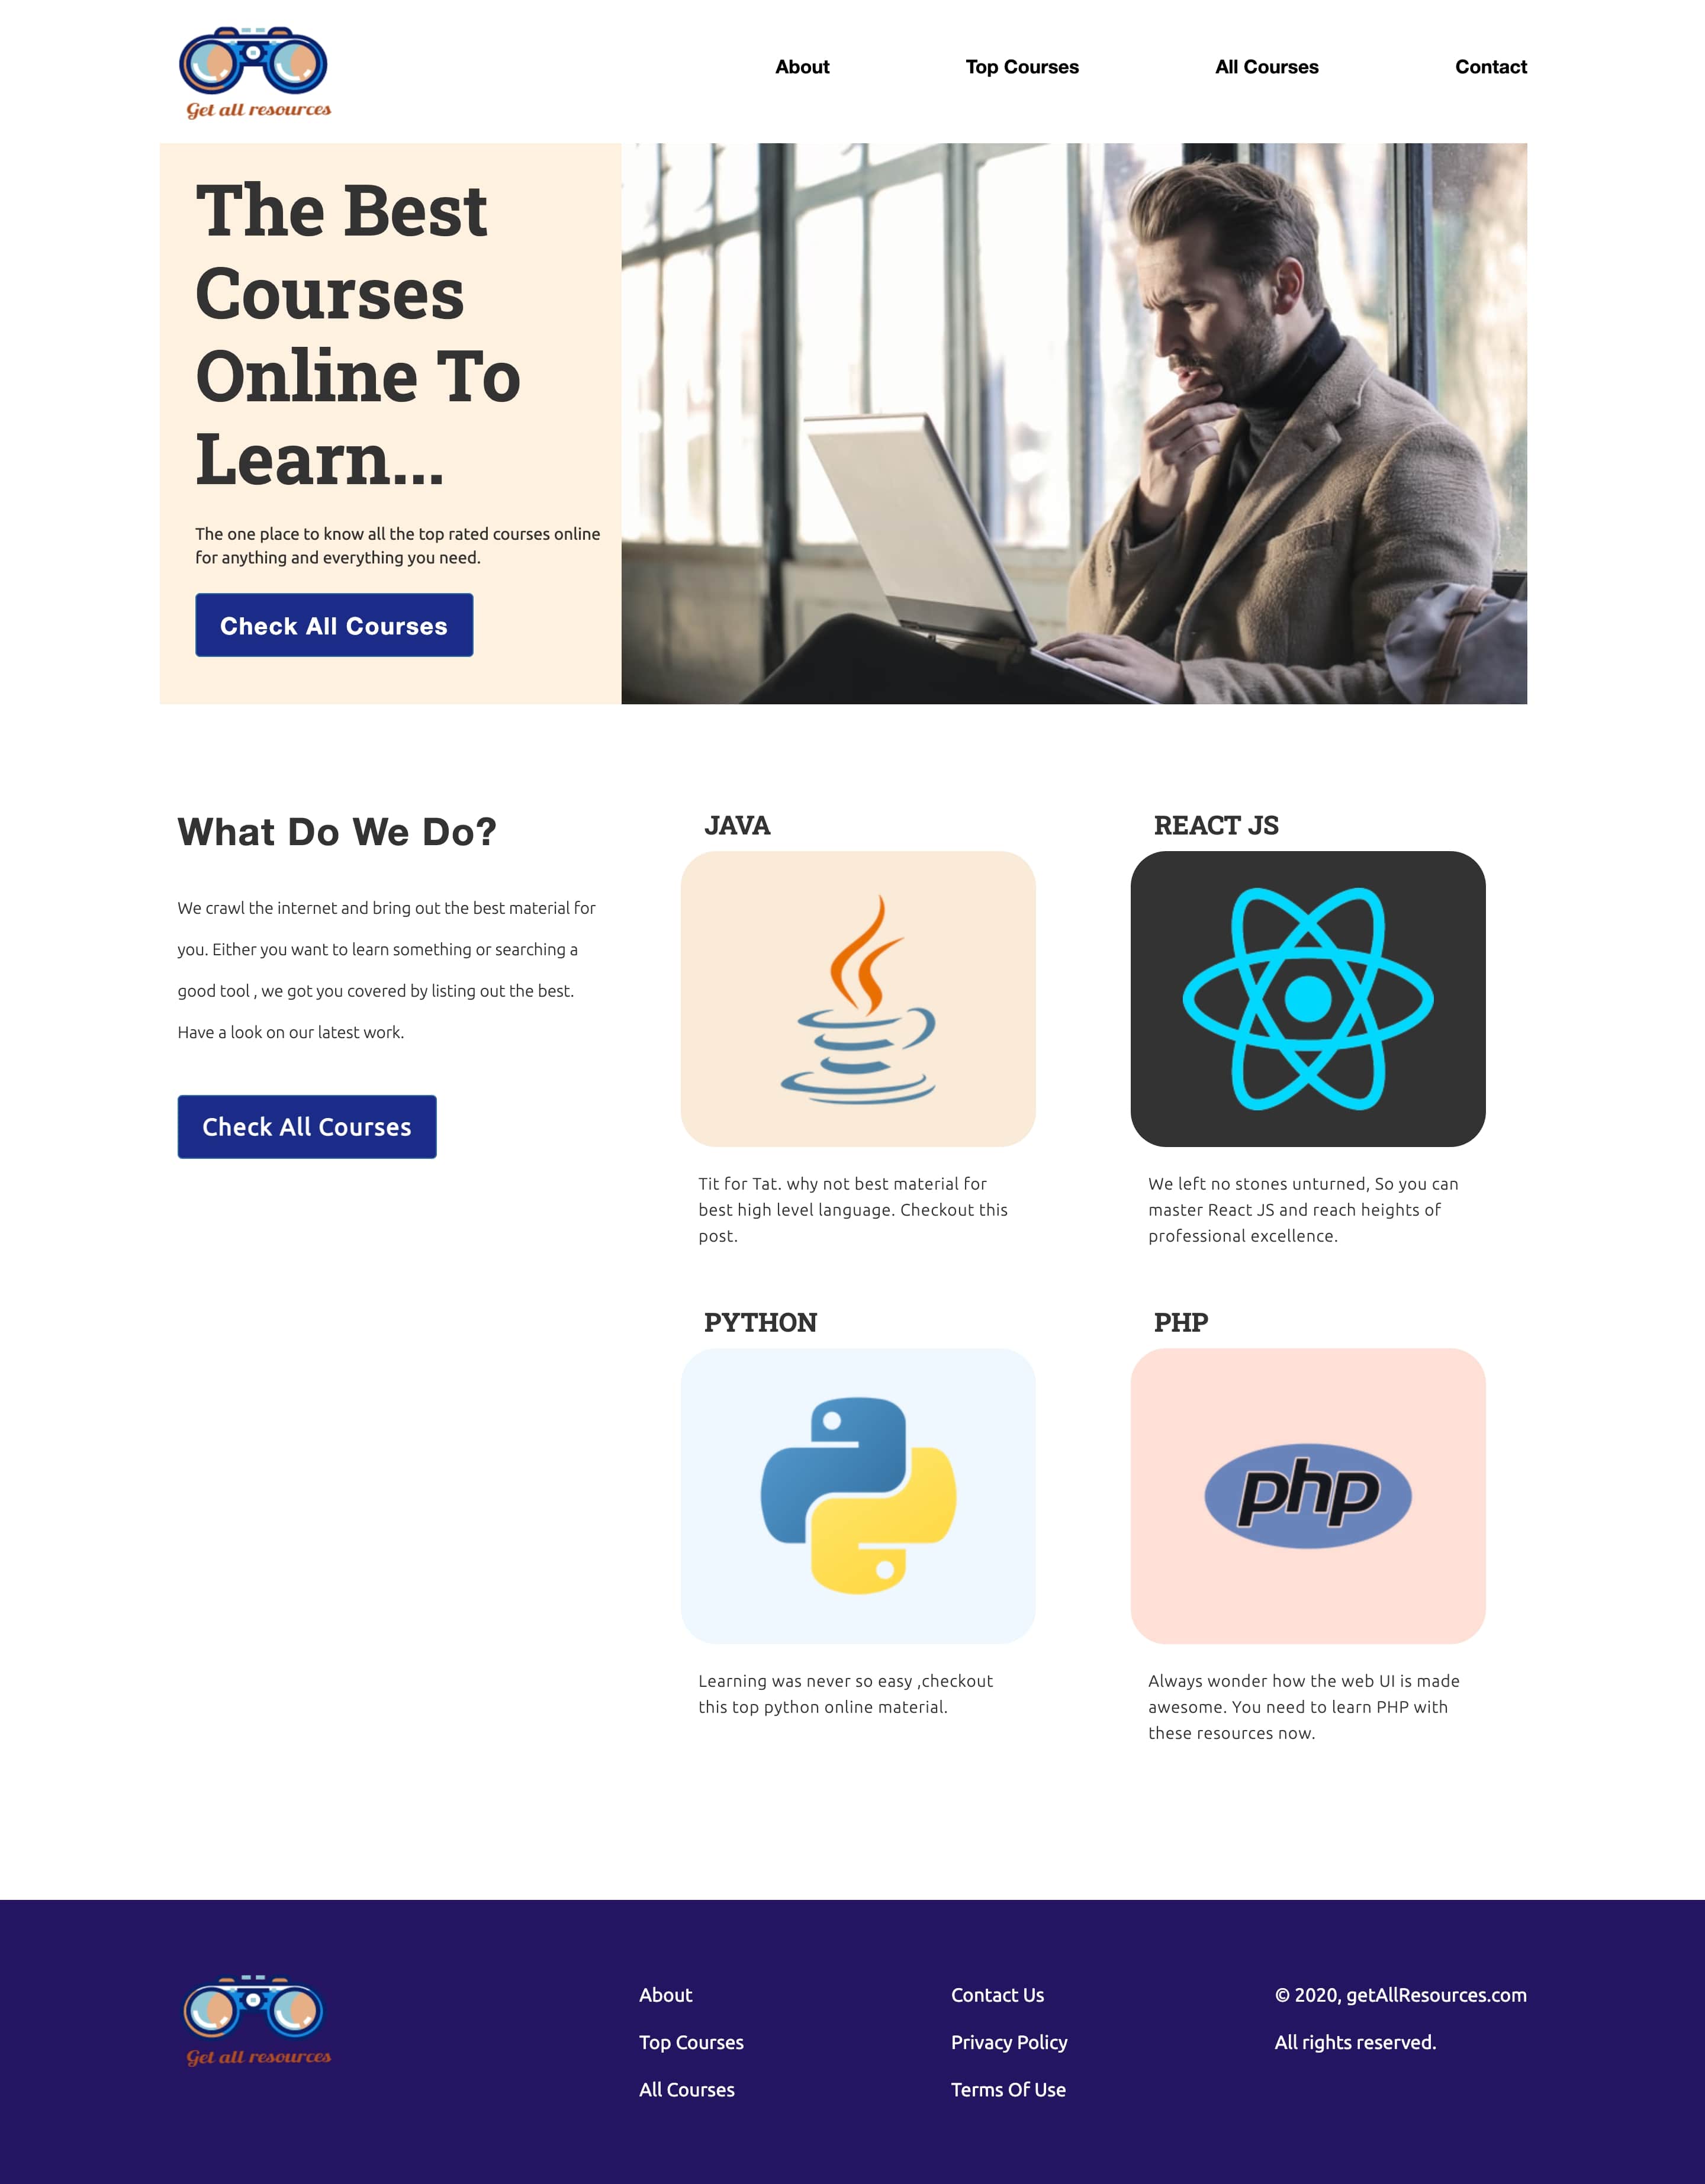 Get all resources
About
Top Courses
All Courses
Contact
The Best
Courses
Online To
Learn...
The one place to know all the top rated courses online
for anything and everything you need.
Check All Courses
What Do We Do?
We crawl the internet and bring out the best material for
you. Either you want to learn something or searching a
good tool , we got you covered by listing out the best.
Have a look on our latest work.
Check All Courses
JAVA
Tit for Tat. why not best material for
best high level language. Checkout this
post.
REACT JS
We left no stones unturned, So you can
master React JS and reach heights of
professional excellence.
PYTHON
Learning was never so easy ,checkout
this top python online material.
PHP
php
Always wonder how the web UI is made
awesome. You need to learn PHP with
these resources now.
Get all resources
About
Top Courses
All Courses
Contact Us
Privacy Policy
Terms Of Use
© 2020, getAllResources.com
All rights reserved.